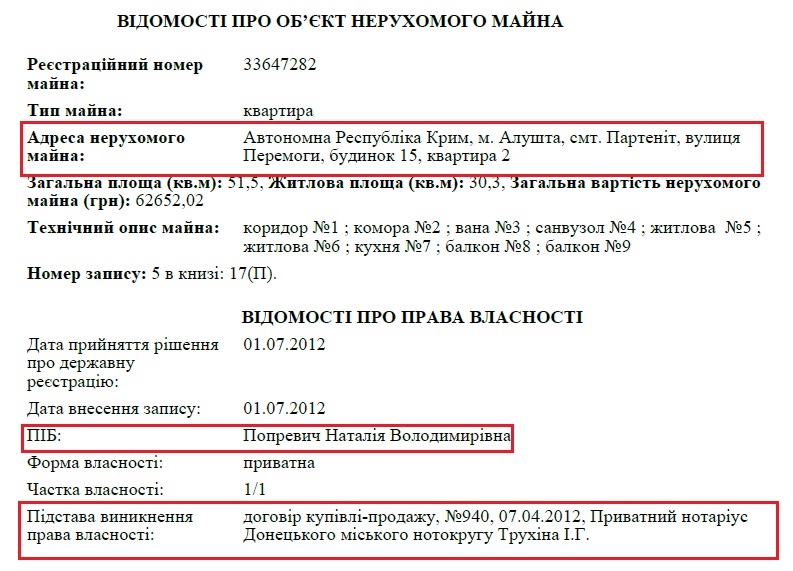 ВІДОМОСТІ ПРО ОБ’ЄКТ НЕРУХОМОГО МАЙНА
Реєстраційний номер майна: 33647282
Тип майна: квартира
Адреса нерухомого майна: Автономна Республіка Крим, м. Алушта, смт. Партеніт, вулиця
Перемоги, будинок 15, квартира 2
Загальна площа (кв.м): 51,5, Житлова площа (кв.м): 30,3, Загальна вартість нерухомого
майна (грн): 62652,02
Технічний опис майна: коридор №1 ; комора №2 ; вана №3 ; санвузол №4 ; житлова №5 ;
житлова №6 ; кухня №7 ; балкон №8 ; балкон №9
Номер запису: 5 в книзі: 17(П).
ВІДОМОСТІ ПРО ПРАВА ВЛАСНОСТІ
Дата прийняття рішення про державну реєстрацію: 01.07.2012
Дата внесення запису: 01.07.2012
ПІБ: Попревич Наталія Володимирівна
Форма власності: приватна
Частка власності: 1/1
Підстава виникнення права власності: договір купівлі-продажу, №940, 07.04.2012, Приватний нотаріус
Донецького міського нотокругу Трухіна І.Г.